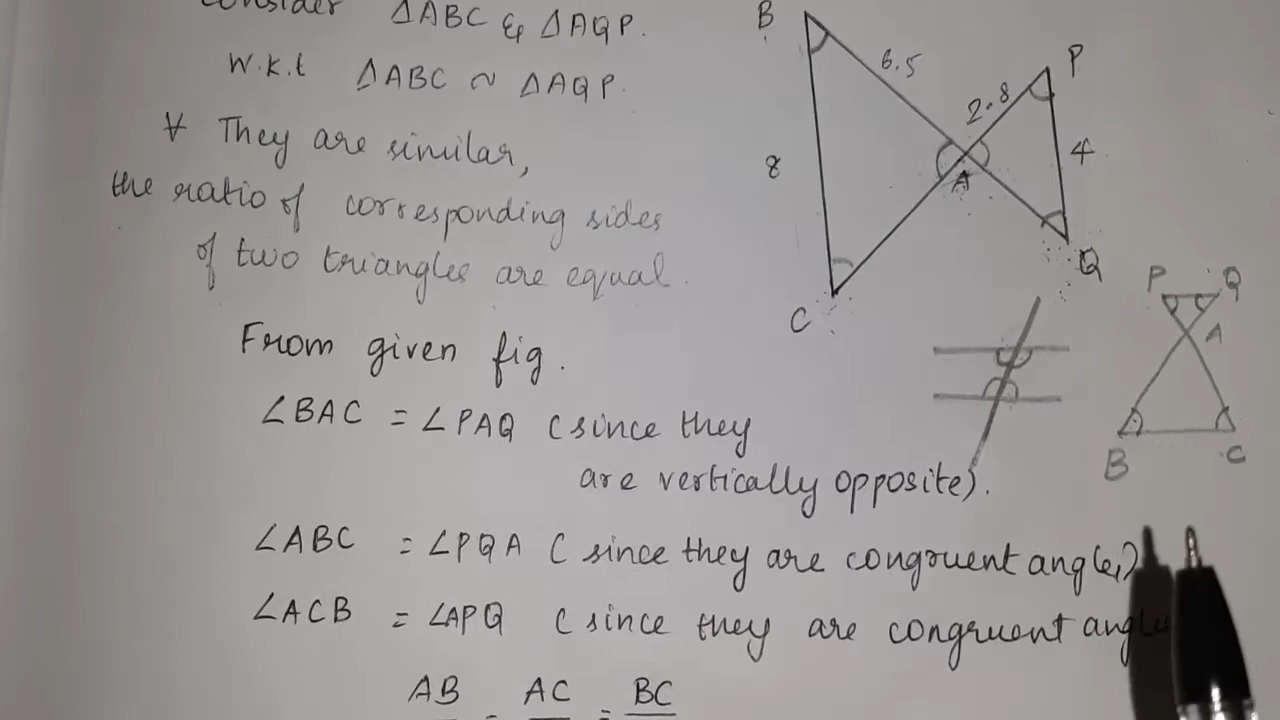 consider ΔABC & ΔAQP.
w.k.t ΔABC ~ ΔAQP.
∀ They are similar,
the ratio of corresponding sides
of two triangles are equal.
From given fig.
∠BAC = ∠PAQ (since they
are vertically opposite).
∠ABC = ∠PQA (since they are congruent angles)
∠ACB = ∠APQ (since they are congruent angle
AB = AC = BC
B
6.5
P
2.8
8
A
4
Q
C
P Q
A
B C